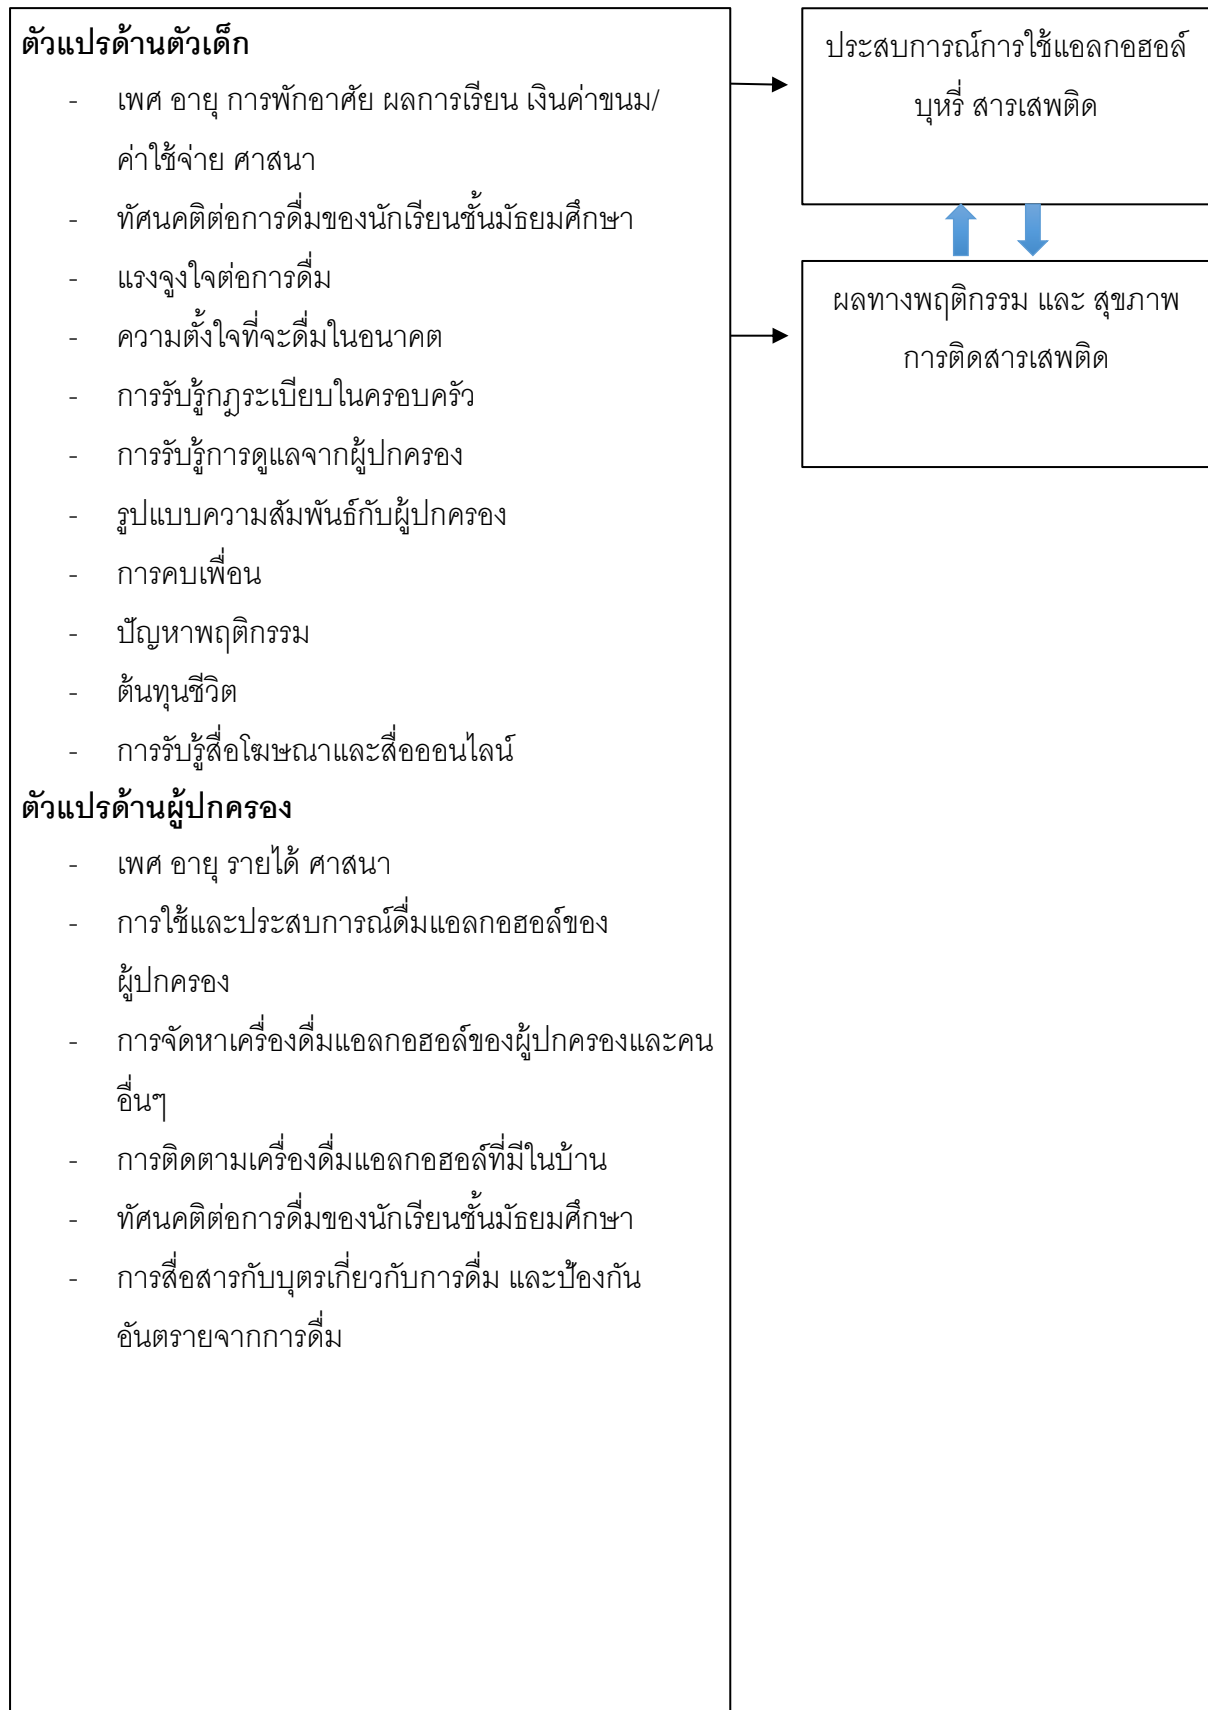 ตัวแปรด้านตัวเด็ก
- เพศ อายุ การพักอาศัย ผลการเรียน เงินค่าขนม/
ค่าใช้จ่าย ศาสนา
- ทัศนคติต่อการดื่มของนักเรียนชั้นมัธยมศึกษา
- แรงจูงใจต่อการดื่ม
- ความตั้งใจที่จะดื่มในอนาคต
- การรับรู้กฎระเบียบในครอบครัว
- การรับรู้การดูแลจากผู้ปกครอง
- รูปแบบความสัมพันธ์กับผู้ปกครอง
- การคบเพื่อน
- ปัญหาพฤติกรรม
- ต้นทุนชีวิต
- การรับรู้สื่อโฆษณาและสื่อออนไลน์
ตัวแปรด้านผู้ปกครอง
- เพศ อายุ รายได้ ศาสนา
- การใช้และประสบการณ์ดื่มแอลกอฮอล์ของ
ผู้ปกครอง
- การจัดหาเครื่องดื่มแอลกอฮอล์ของผู้ปกครองและคน
อื่นๆ
- การติดตามเครื่องดื่มแอลกอฮอล์ที่มีในบ้าน
- ทัศนคติต่อการดื่มของนักเรียนชั้นมัธยมศึกษา
- การสื่อสารกับบุตรเกี่ยวกับการดื่ม และป้องกัน
อันตรายจากการดื่ม
ประสบการณ์การใช้แอลกอฮอล์
บุหรี่ สารเสพติด
ผลทางพฤติกรรม และ สุขภาพ
การติดสารเสพติด